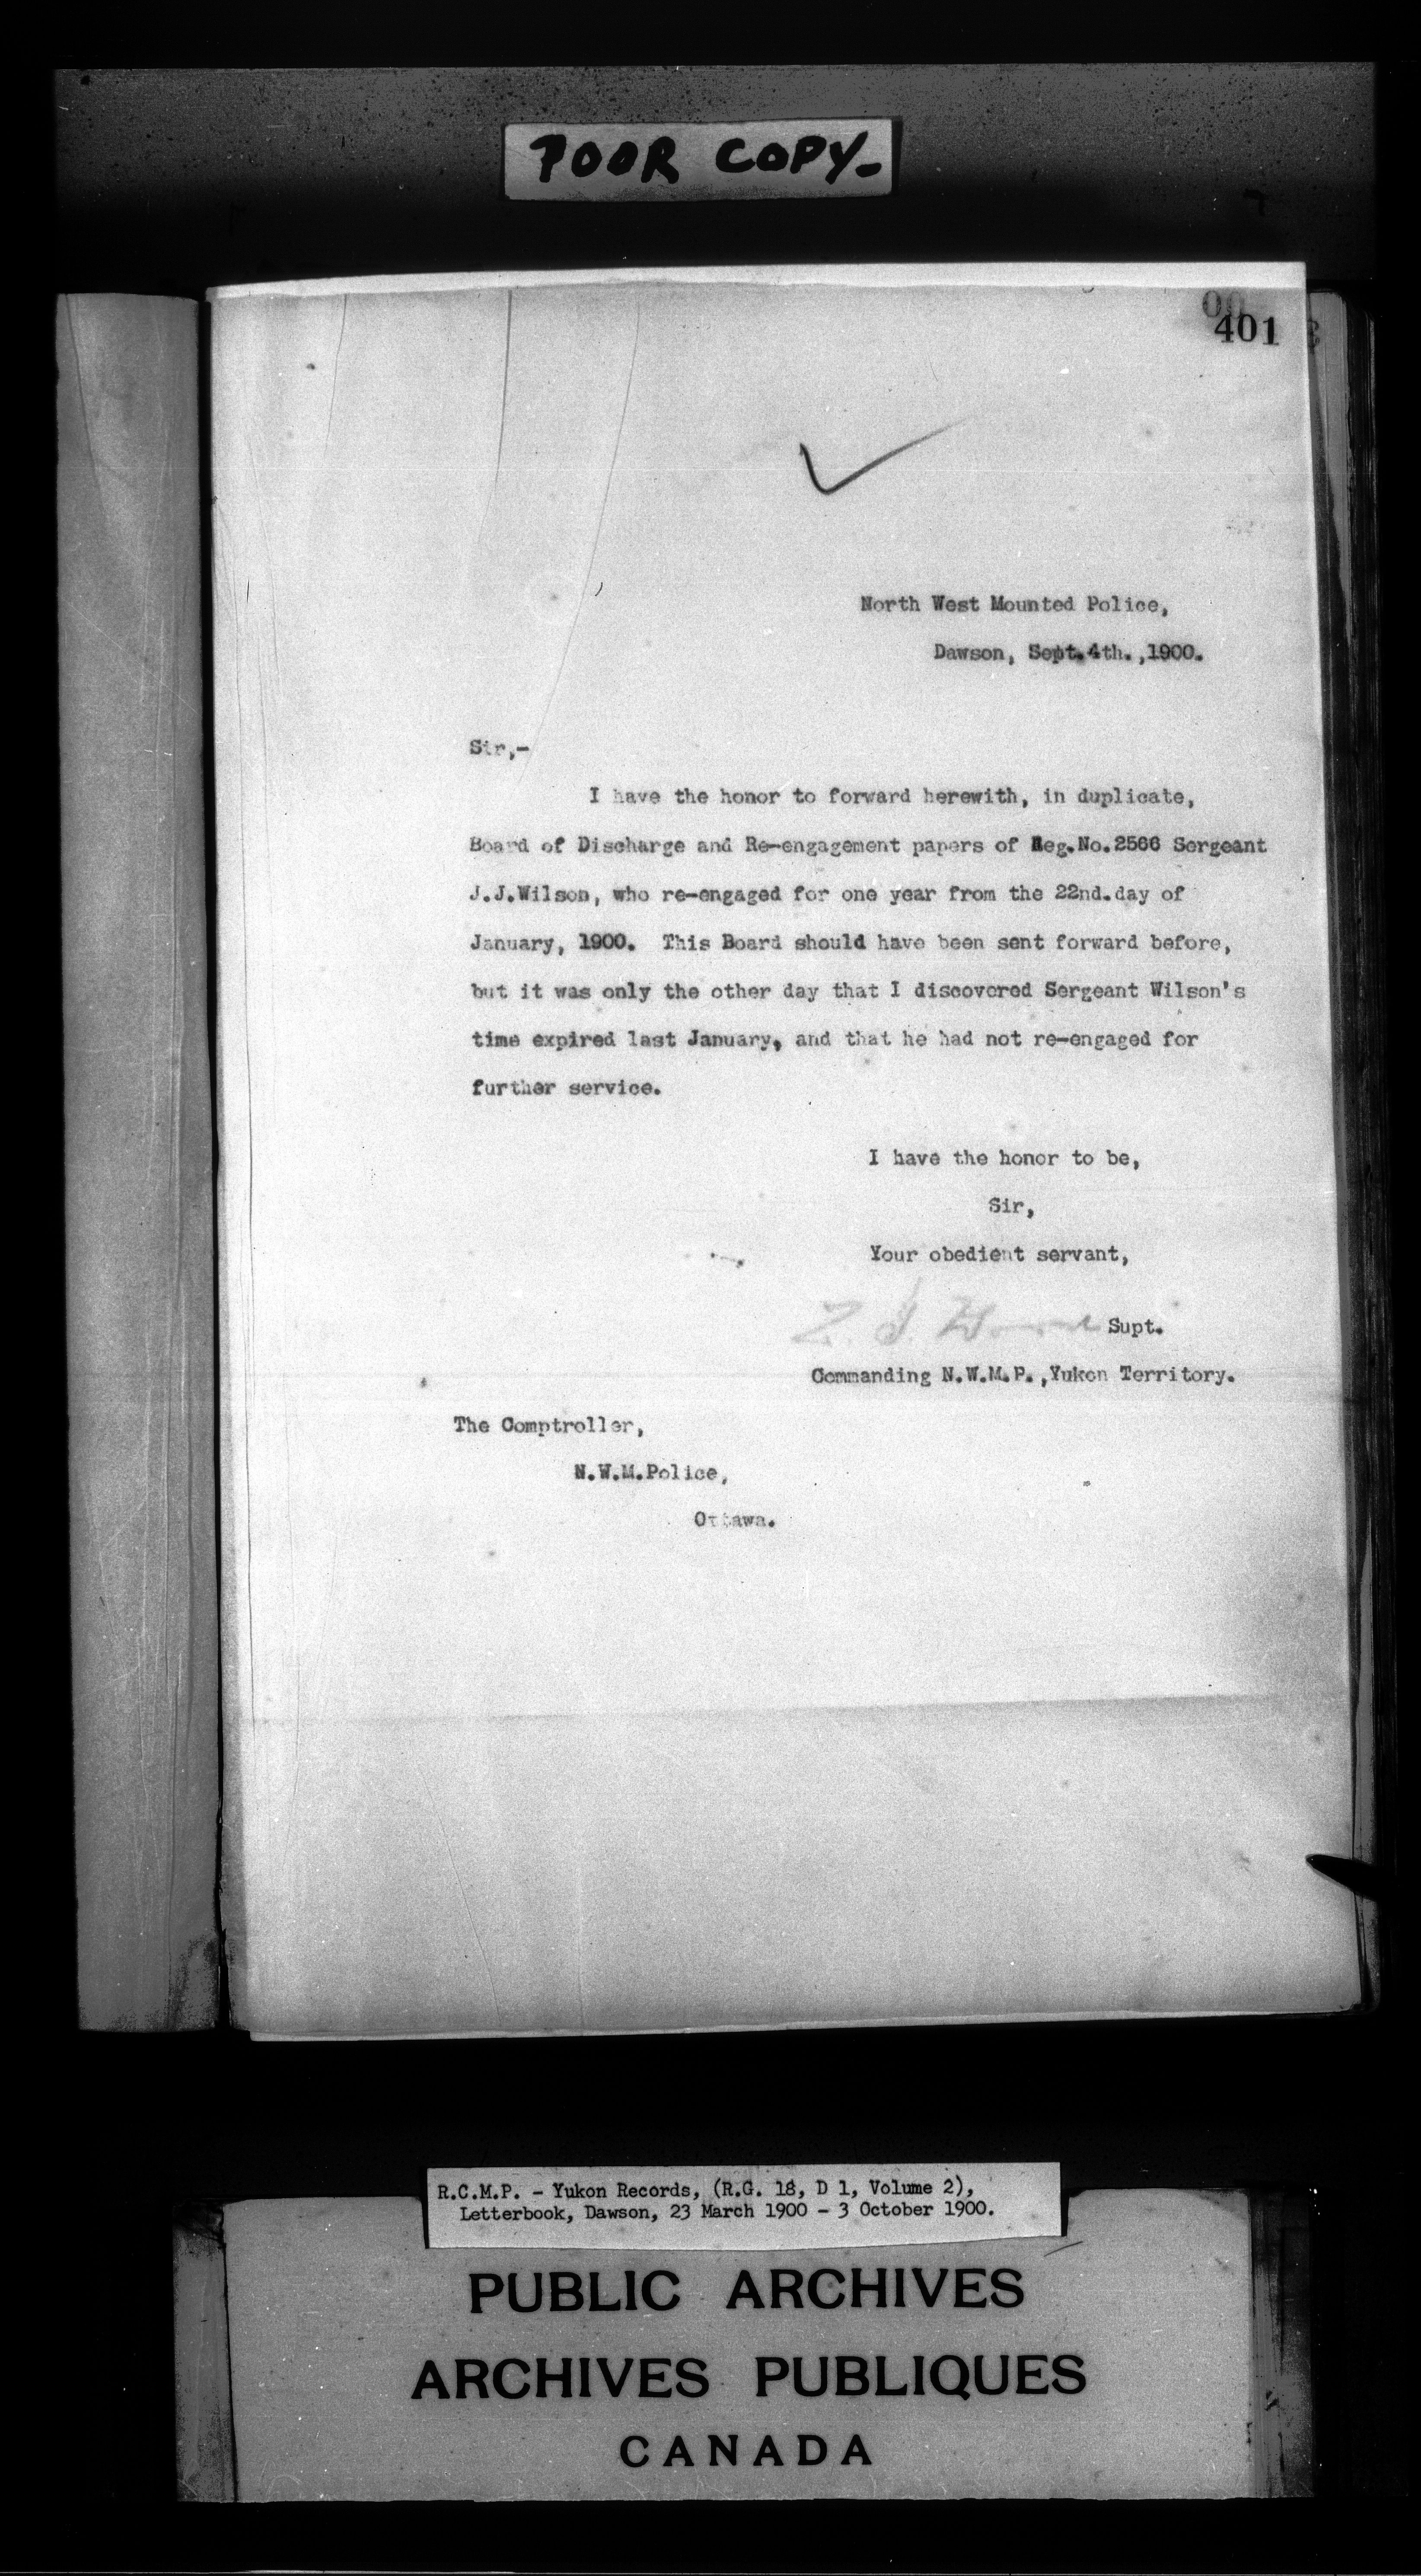 POOR COPY-
401
North West Mounted Police,
Dawson, Sept.4th.,1900.
Sir,-
I have the honor to forward herewith, in duplicate,
Board of Discharge and Re-engagement papers of Reg.No.2566 Sergeant
J.J.Wilson, who re-engaged for one year from the 22nd.day of
January, 1900. This Board should have been sent forward before,
but it was only the other day that I discovered Sergeant Wilson's
time expired last January, and that he had not re-engaged for
further service.
I have the honor to be,
Sir,
Your obedient servant,
Supt.
Commanding N.W.M.P.,Yukon Territory.
The Comptroller,
N.W.M.Police,
Ottawa.
R.C.M.P. - Yukon Records, (R.G. 18, D 1, Volume 2),
Letterbook, Dawson, 23 March 1900 - 3 October 1900.
PUBLIC ARCHIVES
ARCHIVES PUBLIQUES
CANADA